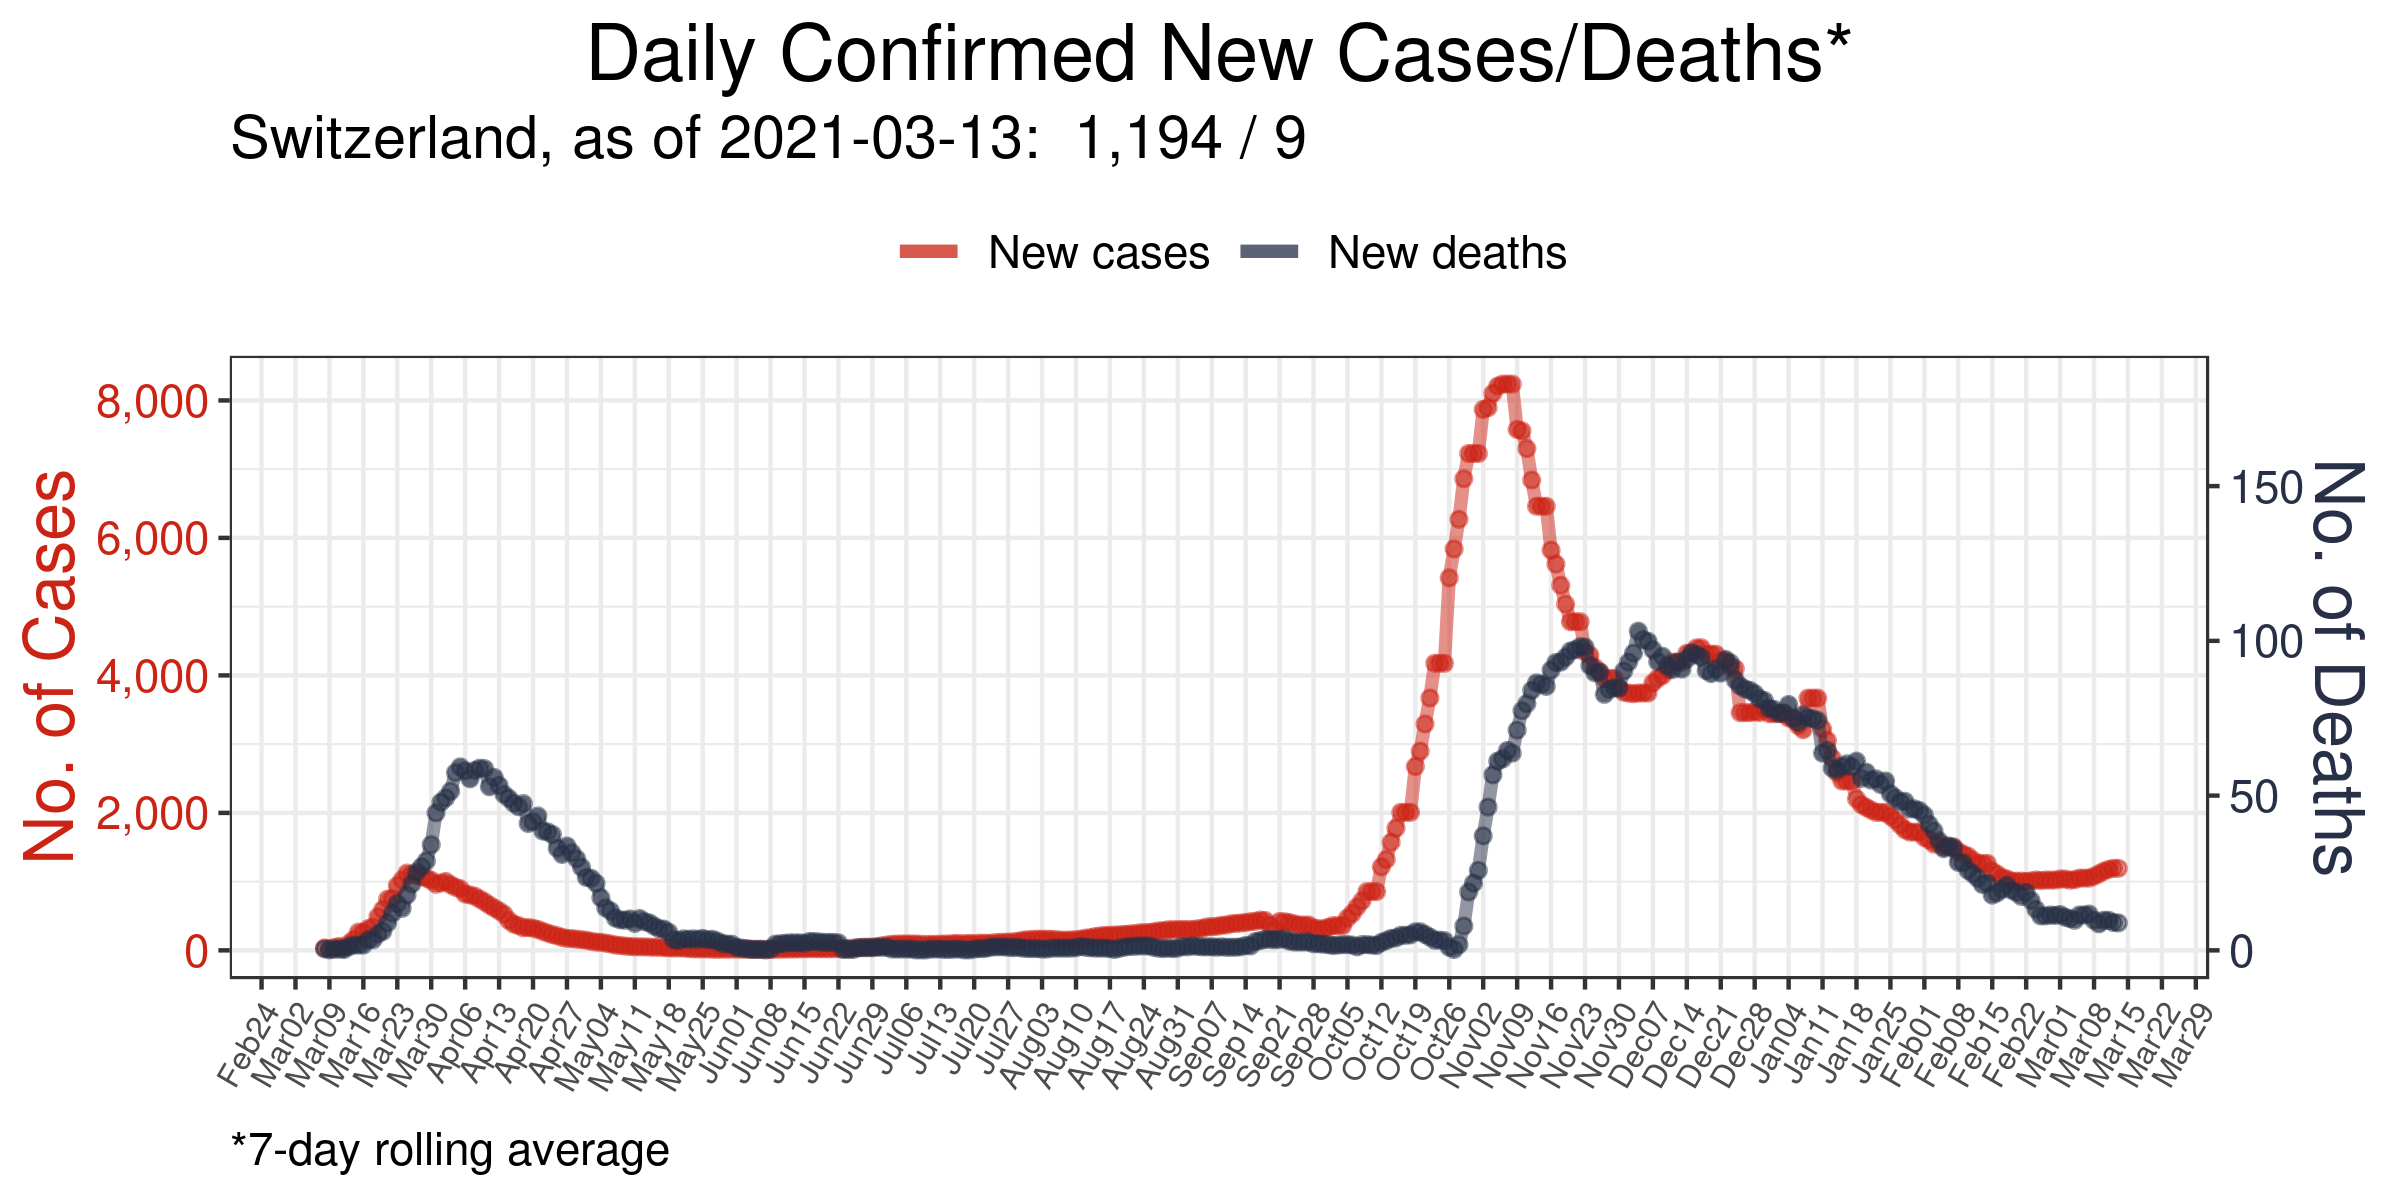 Daily Confirmed New Cases/Deaths*
Switzerland, as of 2021-03-13:  1,194 / 9
New cases
New deaths
No. of Cases
8,000
6,000
4,000
2,000
0
150
100
50
0
No. of Deaths
Feb24
Mar02
Mar09
Mar16
Mar23
Mar30
Apr06
Apr13
Apr20
Apr27
May04
May11
May18
May25
Jun01
Jun08
Jun15
Jun22
Jun29
Jul06
Jul13
Jul20
Jul27
Aug03
Aug10
Aug17
Aug24
Aug31
Sep07
Sep14
Sep21
Sep28
Oct05
Oct12
Oct19
Oct26
Nov02
Nov09
Nov16
Nov23
Nov30
Dec07
Dec14
Dec21
Dec28
Jan04
Jan11
Jan18
Jan25
Feb01
Feb08
Feb15
Feb22
Mar01
Mar08
Mar15
Mar22
Mar29
*7-day rolling average